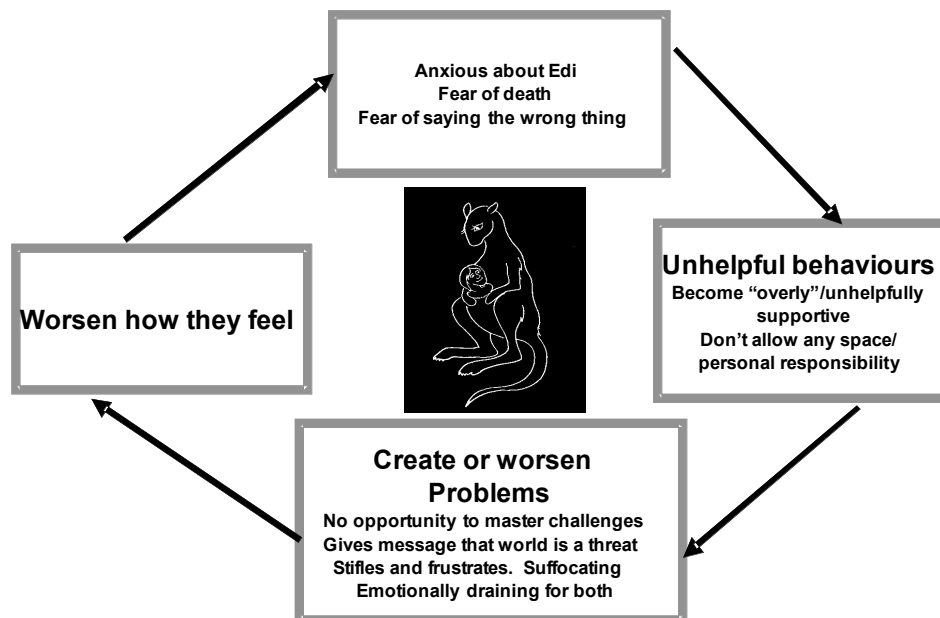 Anxious about Edi
Fear of death
Fear of saying the wrong thing
Unhelpful behaviours
Become “overly”/unhelpfully
supportive
Don’t allow any space/
personal responsibility
Create or worsen
Problems
No opportunity to master challenges
Gives message that world is a threat
Stifles and frustrates.  Suffocating
Emotionally draining for both
Worsen how they feel